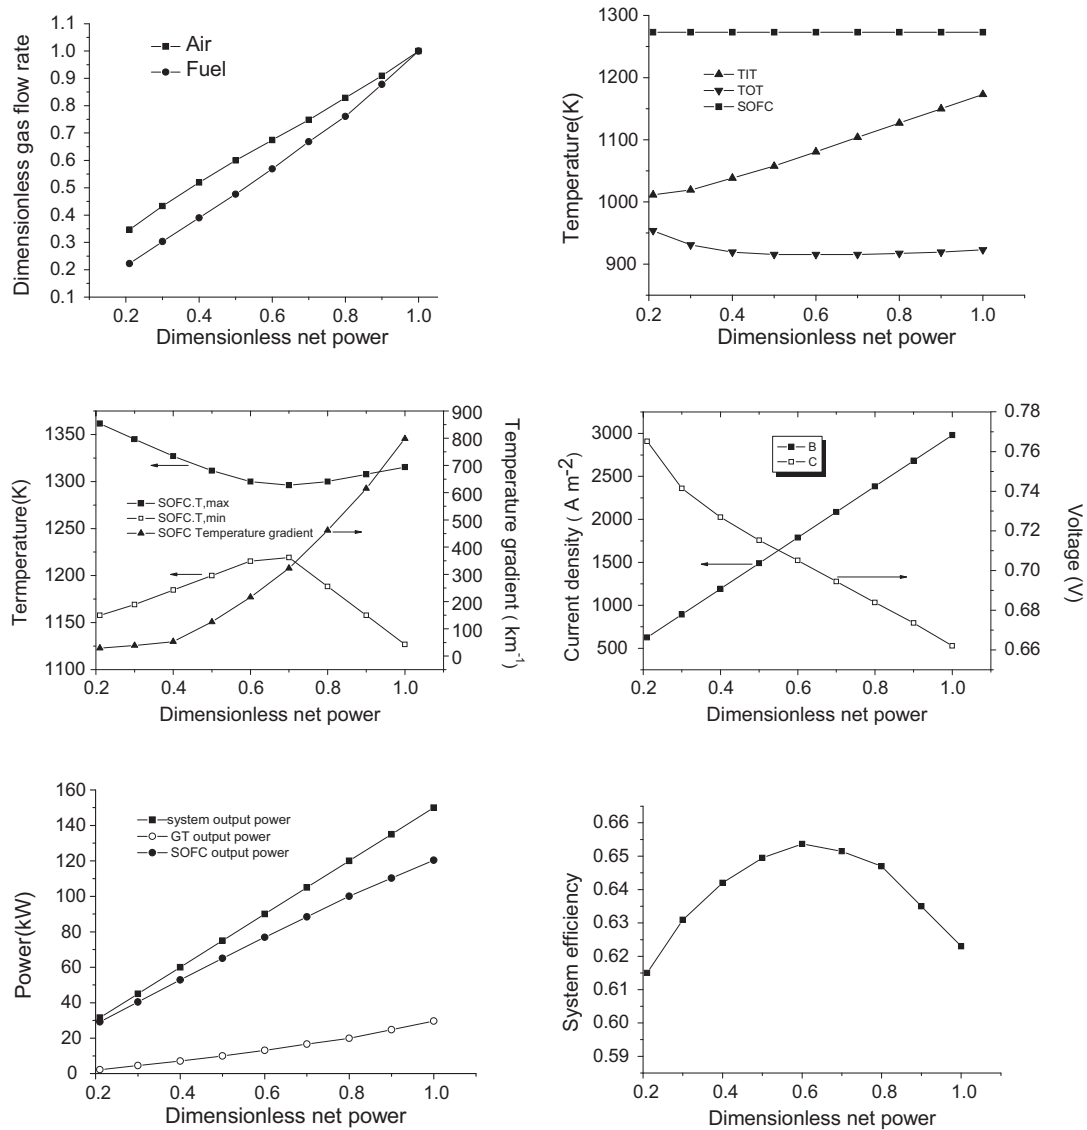 1.1
1.0
0.9
0.8
0.7
0.6
0.5
0.4
0.3
0.2
0.1
Dimensionless gas flow rate
Air
Fuel
0.2 0.4 0.6 0.8 1.0
Dimensionless net power
1300
1200
1100
1000
900
Temperature(K)
TIT
TOT
SOFC
0.2 0.4 0.6 0.8 1.0
Dimensionless net power
1350
1300
1250
1200
1150
1100
Termperature(K)
SOFC.T,max
SOFC.T,min
SOFC Temperature gradient
900
800
700
600
500
400
300
200
100
0
Temperature gradient ( km⁻¹)
0.2 0.4 0.6 0.8 1.0
Dimensionless net power
3000
2500
2000
1500
1000
500
Current density ( A m⁻²)
B
C
0.78
0.76
0.74
0.72
0.70
0.68
0.66
Voltage (V)
0.2 0.4 0.6 0.8 1.0
Dimensionless net power
160
140
120
100
80
60
40
20
0
Power(kW)
system output power
GT output power
SOFC output power
0.2 0.4 0.6 0.8 1.0
Dimensionless net power
0.66
0.65
0.64
0.63
0.62
0.61
0.60
0.59
System efficiency
0.2 0.4 0.6 0.8 1.0
Dimensionless net power